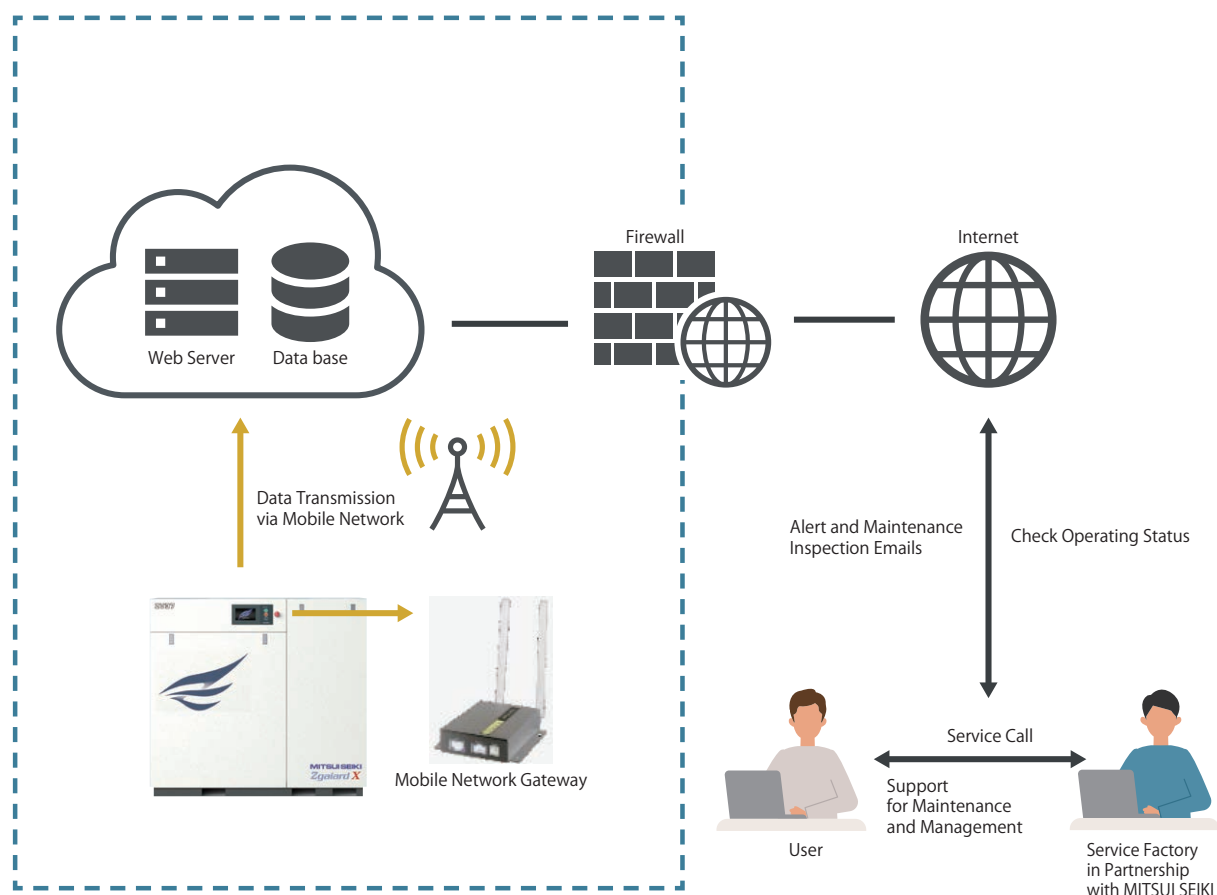 Firewall
Internet
Web Server
Data base
Data Transmission
via Mobile Network
Alert and Maintenance
Inspection Emails
Check Operating Status
MITSUI SEIKI
Zgaiard X
Mobile Network Gateway
Service Call
Support
for Maintenance
and Management
User
Service Factory
in Partnership
with MITSUI SEIKI